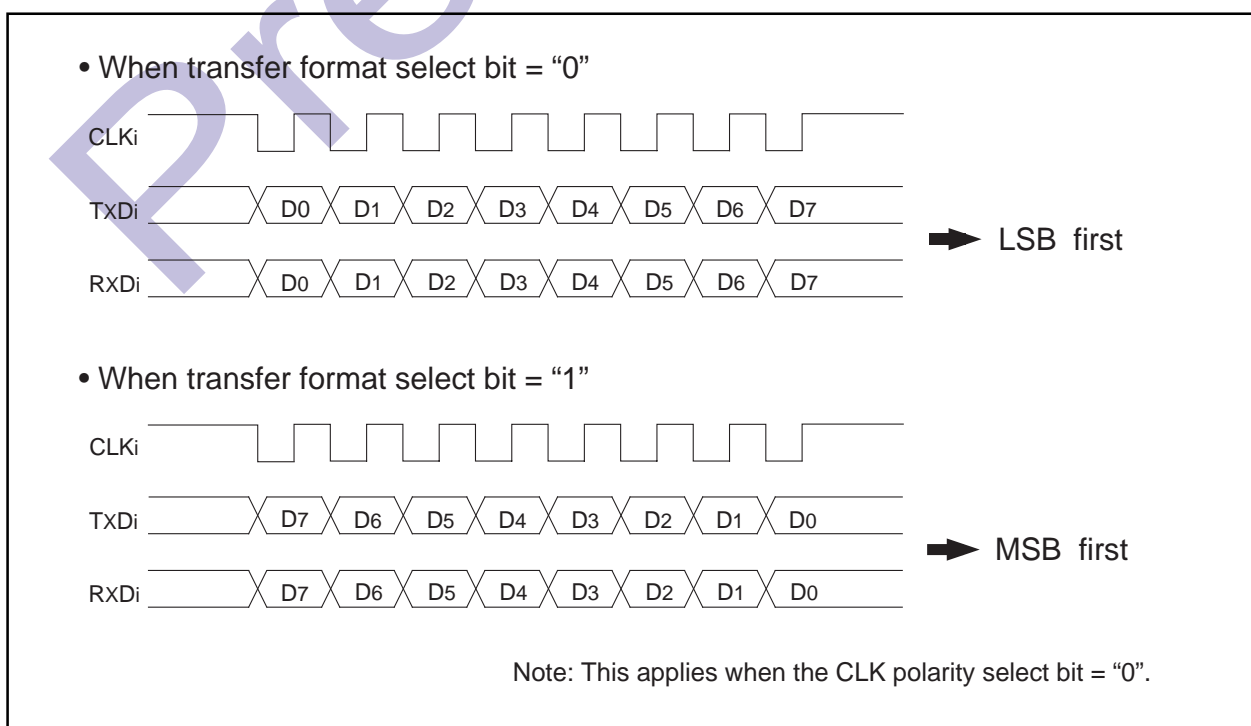 Pre
• When transfer format select bit = “0”
CLKi
TXDi D0 D1 D2 D3 D4 D5 D6 D7
LSB first
RXDi D0 D1 D2 D3 D4 D5 D6 D7
• When transfer format select bit = “1”
CLKi
TXDi D7 D6 D5 D4 D3 D2 D1 D0
MSB first
RXDi D7 D6 D5 D4 D3 D2 D1 D0
Note: This applies when the CLK polarity select bit = “0”.